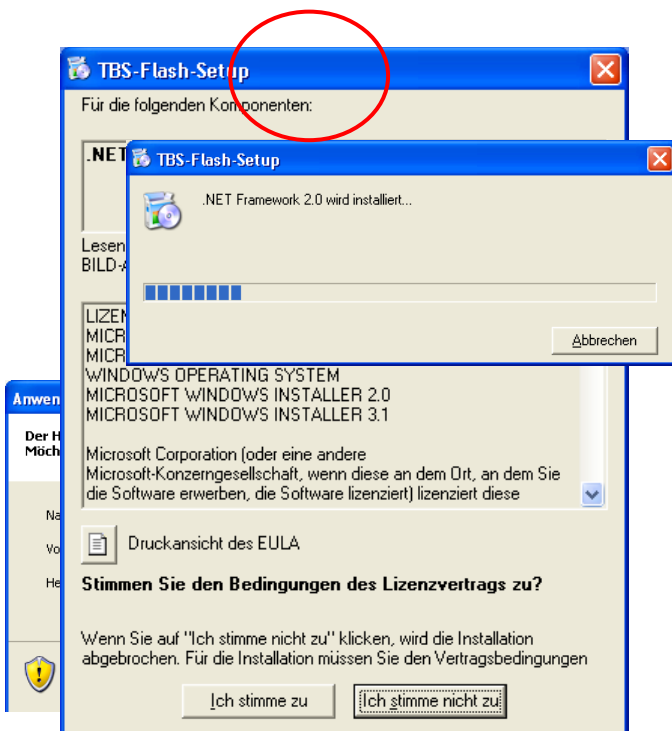 TBS-Flash-Setup
Für die folgenden Komponenten:
.NET
TBS-Flash-Setup
.NET Framework 2.0 wird installiert...
Abbrechen
Lesen
BILD-
LIZEN
MICR
MICR
WINDOWS OPERATING SYSTEM
MICROSOFT WINDOWS INSTALLER 2.0
MICROSOFT WINDOWS INSTALLER 3.1
Microsoft Corporation (oder eine andere
Microsoft-Konzerngesellschaft, wenn diese an dem Ort, an dem Sie
die Software erwerben, die Software lizenziert) lizenziert diese
Druckansicht des EULA
Stimmen Sie den Bedingungen des Lizenzvertrags zu?
Wenn Sie auf "Ich stimme nicht zu" klicken, wird die Installation
abgebrochen. Für die Installation müssen Sie den Vertragsbedingungen
Ich stimme zu
Ich stimme nicht zu
Anwen
Der H
Möch
Na
Vo
He